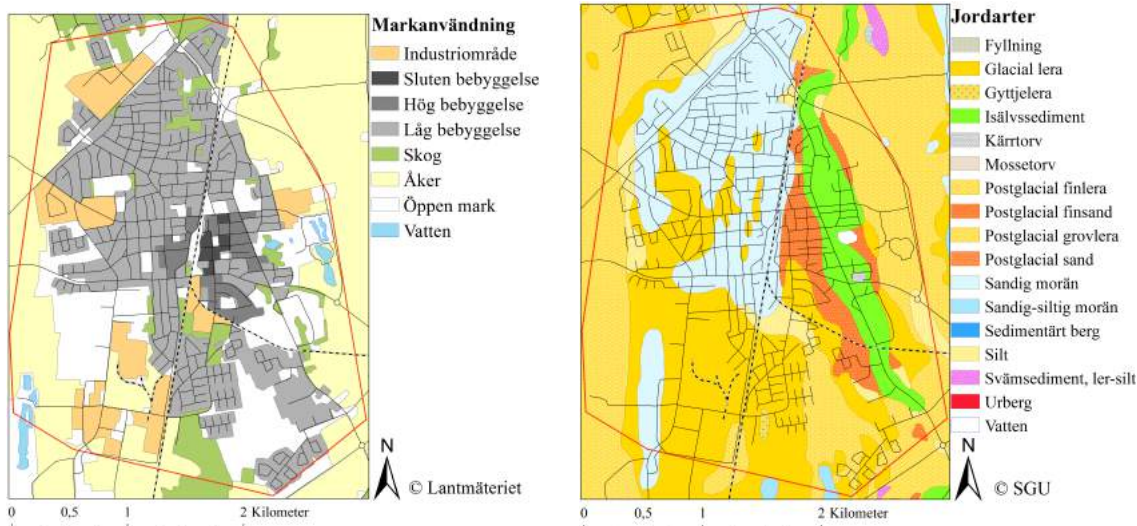 Markanvändning
Industriområde
Sluten bebyggelse
Hög bebyggelse
Låg bebyggelse
Skog
Åker
Öppen mark
Vatten
N
© Lantmäteriet
0 0,5 1 2 Kilometer
Jordarter
Fyllning
Glacial lera
Gyttjelera
Isälvssediment
Kärrtorv
Mossetorv
Postglacial finlera
Postglacial finsand
Postglacial grovlera
Postglacial sand
Sandig morän
Sandig-siltig morän
Sedimentärt berg
Silt
Svämsediment, ler-silt
Urberg
Vatten
N
© SGU
0 0,5 1 2 Kilometer